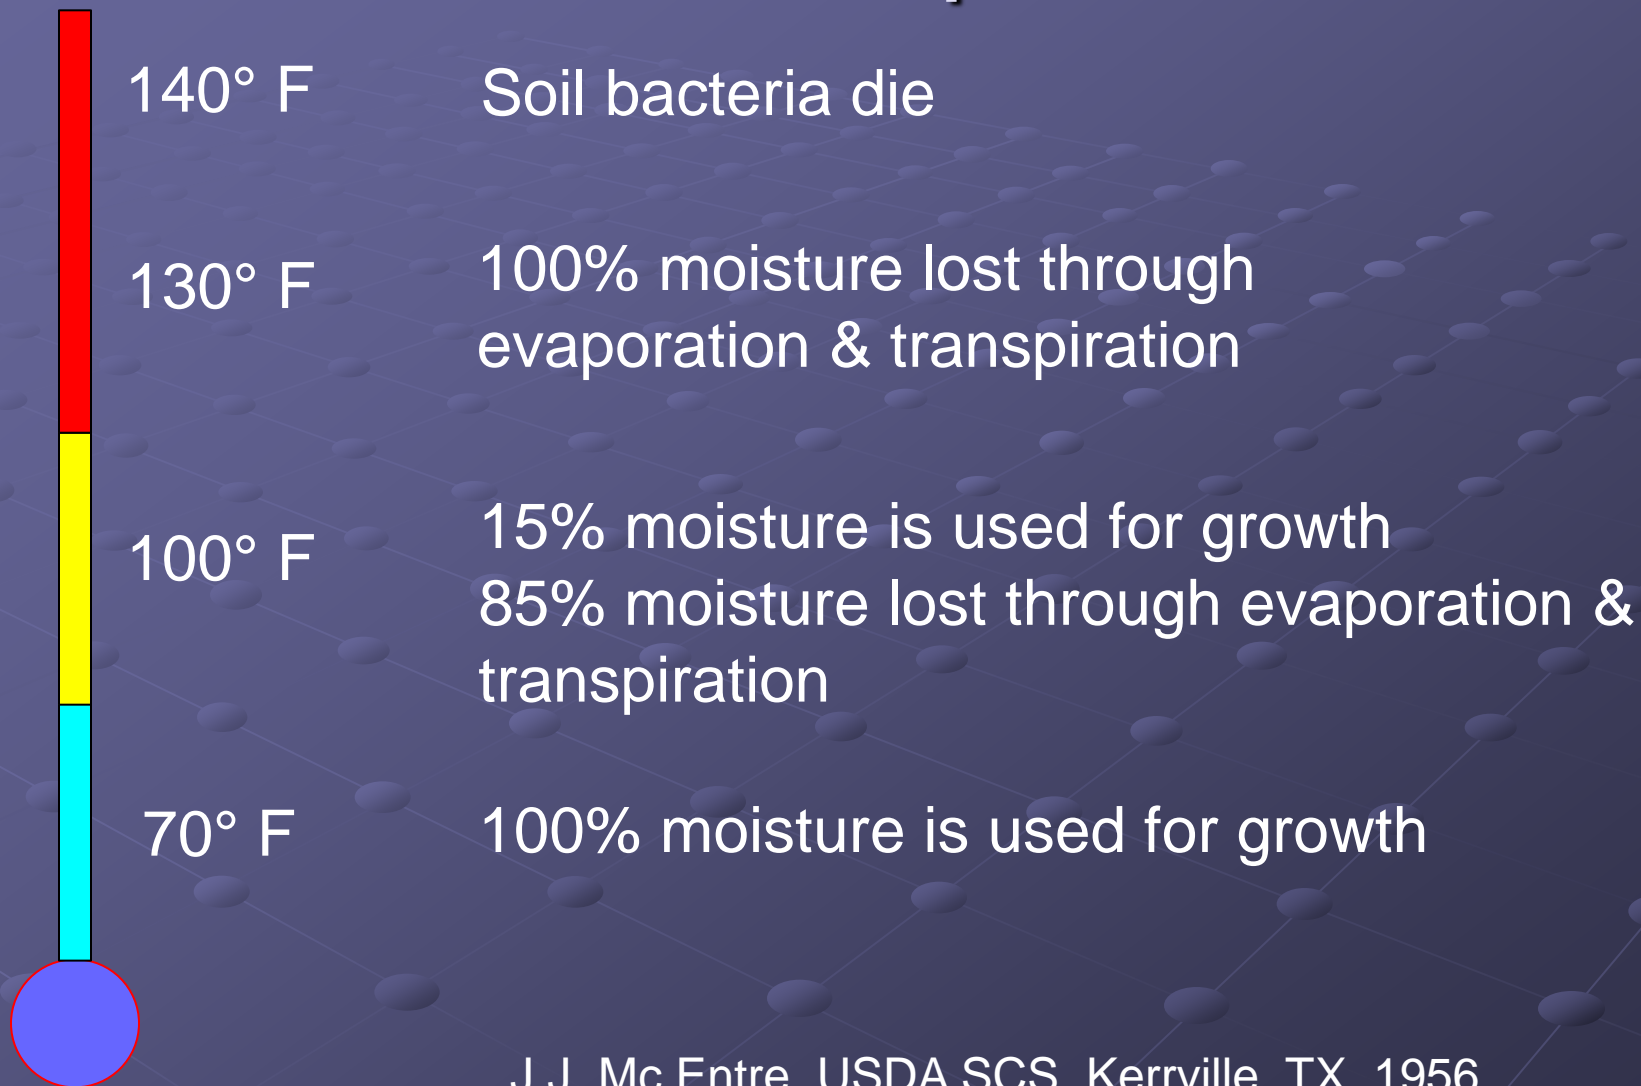 140° F
Soil bacteria die
130° F
100% moisture lost through
evaporation & transpiration
100° F
15% moisture is used for growth
85% moisture lost through evaporation &
transpiration
70° F
100% moisture is used for growth
J.J. Mc Entre, USDA SCS, Kerrville, TX, 1956